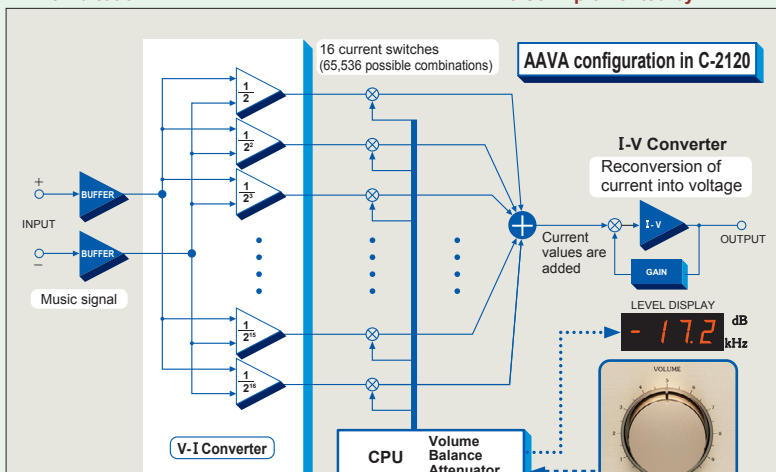 16 current switches
(65,536 possible combinations)
AAVA configuration in C-2120
1
2
1
2²
1
2³
1
2¹⁵
1
2¹⁶
+
BUFFER
INPUT
BUFFER
−
Music signal
V-I Converter
+
Current
values are
added
I-V Converter
Reconversion of
current into voltage
I-V
OUTPUT
GAIN
LEVEL DISPLAY
-17.2
dB
kHz
VOLUME
CPU
Volume
Balance
Attenuator